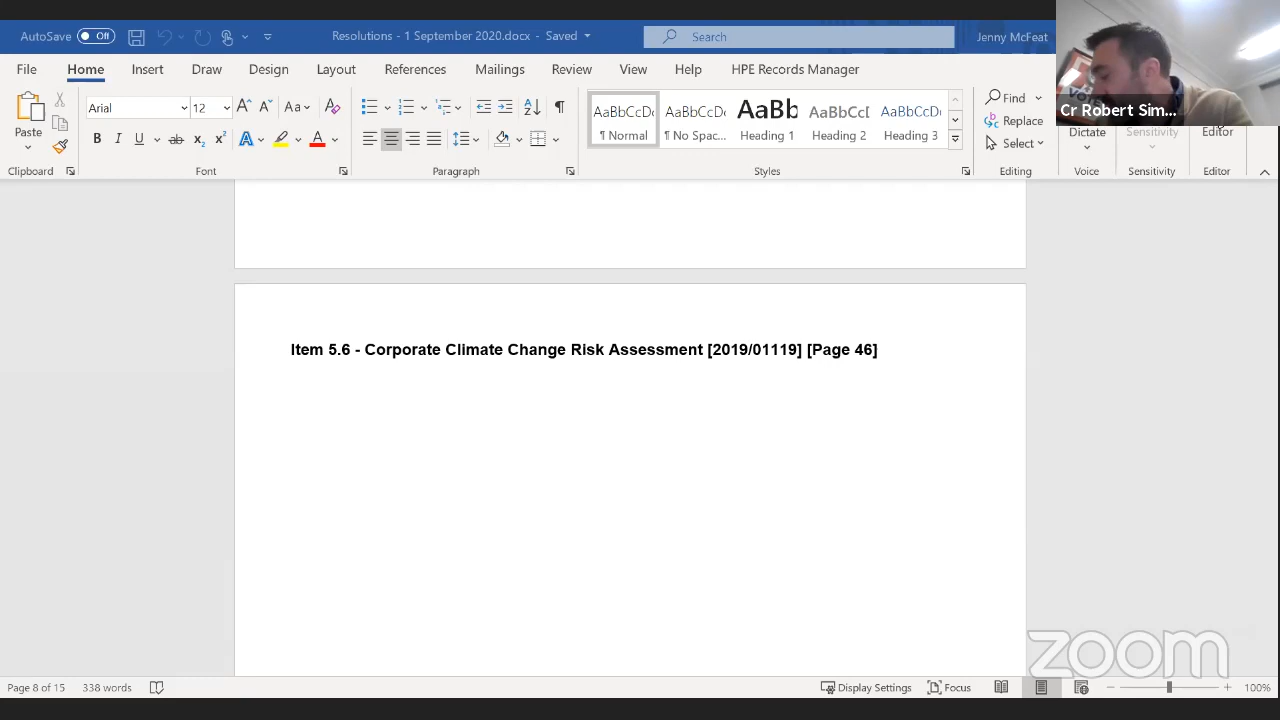 AutoSave Off Resolutions - 1 September 2020.docx - Saved Search Jenny McFeat
File Home Insert Draw Design Layout References Mailings Review View Help HPE Records Manager
Cr Robert Sim...
Arial 12 Aa
AaBbCcDc AaBbCcDc AaBb AaBbCcD AaBbCcDc
Find
Paste
Replace
¶ Normal ¶ No Spac... Heading 1 Heading 2 Heading 3
Dictate Sensitivity Editor
Select
Clipboard Font Paragraph Styles Editing Voice Sensitivity Editor
Item 5.6 - Corporate Climate Change Risk Assessment [2019/01119] [Page 46]
zoom
Page 8 of 15 338 words Display Settings Focus 100%